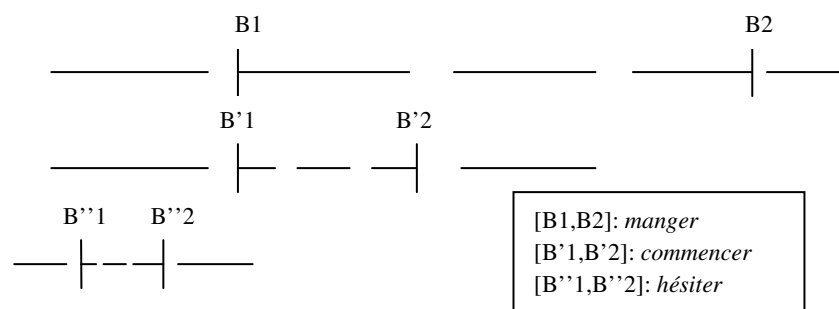 B1 B2
B’1 B’2
B’’1 B’’2
[B1,B2]: manger
[B'1,B'2]: commencer
[B''1,B''2]: hésiter